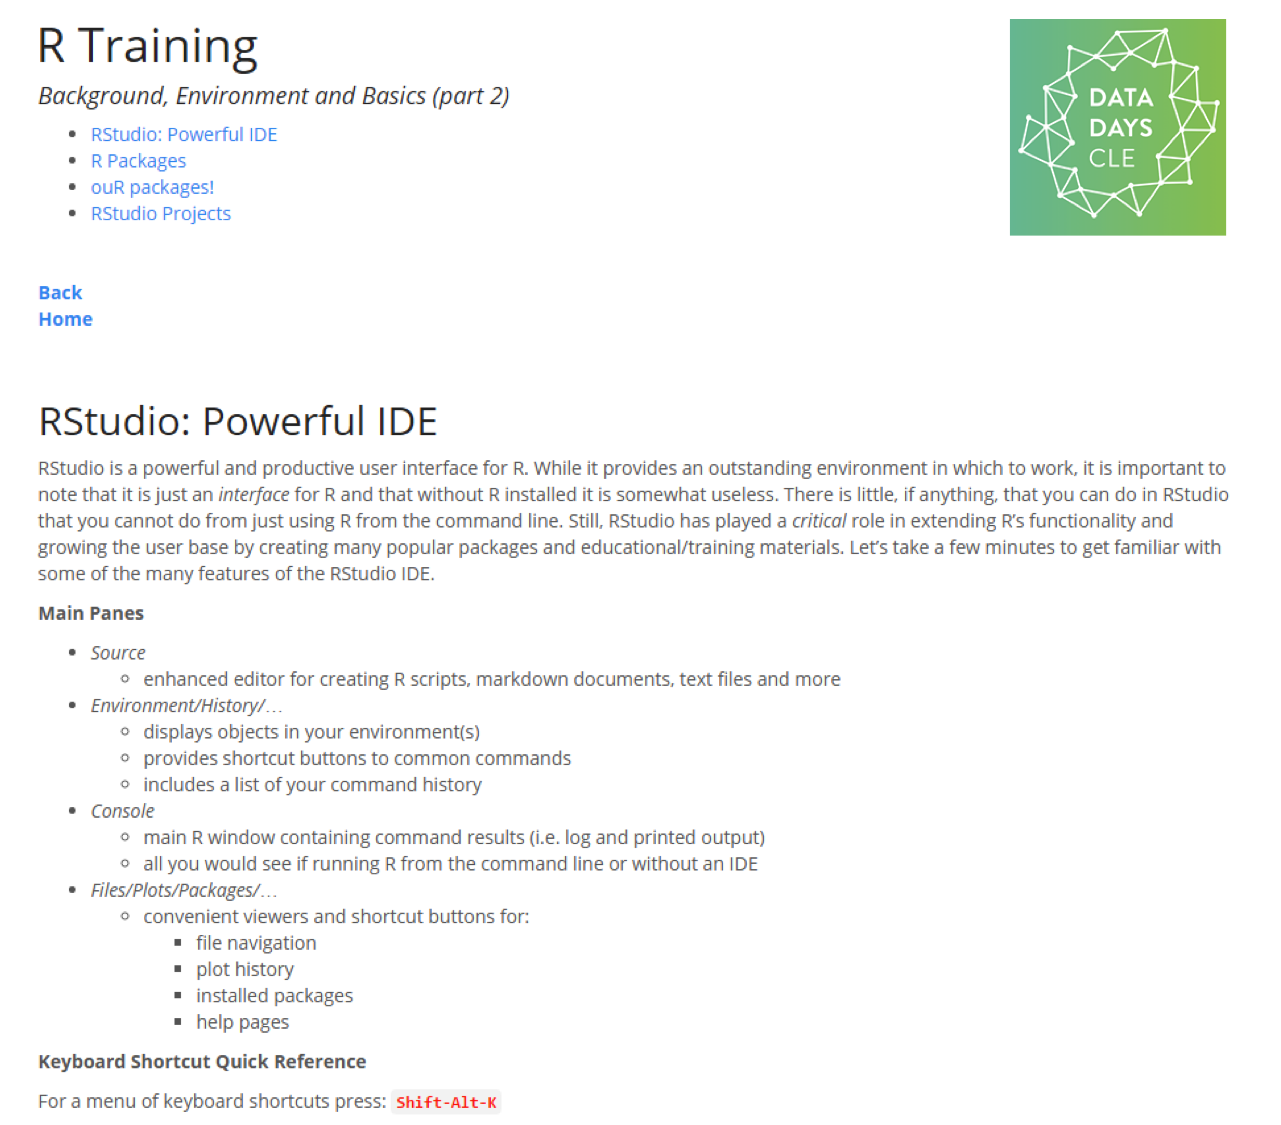 R Training
Background, Environment and Basics (part 2)
RStudio: Powerful IDE
R Packages
ouR packages!
RStudio Projects
DATA
DAYS
CLE
Back
Home
RStudio: Powerful IDE
RStudio is a powerful and productive user interface for R. While it provides an outstanding environment in which to work, it is important to
note that it is just an interface for R and that without R installed it is somewhat useless. There is little, if anything, that you can do in RStudio
that you cannot do from just using R from the command line. Still, RStudio has played a critical role in extending R’s functionality and
growing the user base by creating many popular packages and educational/training materials. Let’s take a few minutes to get familiar with
some of the many features of the RStudio IDE.
Main Panes
Source
enhanced editor for creating R scripts, markdown documents, text files and more
Environment/History/…
displays objects in your environment(s)
provides shortcut buttons to common commands
includes a list of your command history
Console
main R window containing command results (i.e. log and printed output)
all you would see if running R from the command line or without an IDE
Files/Plots/Packages/…
convenient viewers and shortcut buttons for:
file navigation
plot history
installed packages
help pages
Keyboard Shortcut Quick Reference
For a menu of keyboard shortcuts press: Shift-Alt-K